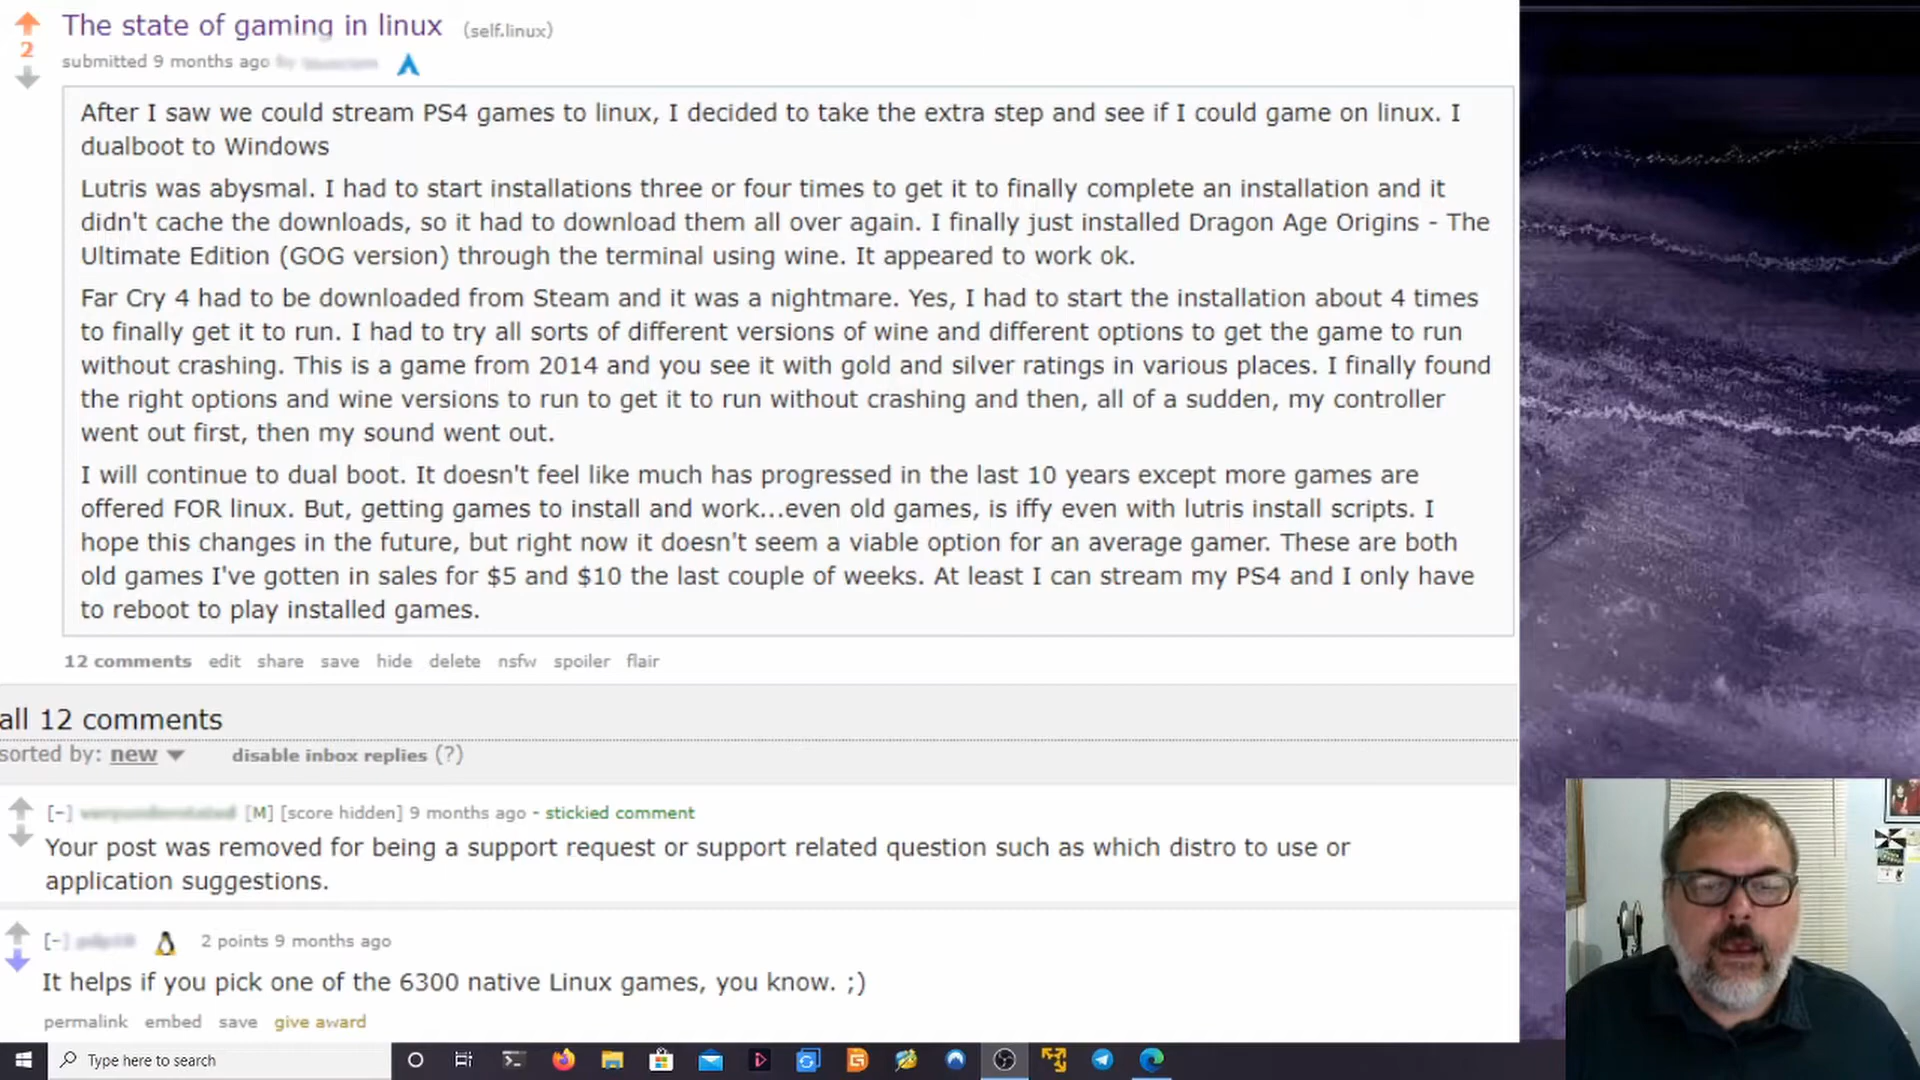 The state of gaming in linux (self.linux)
2
submitted 9 months ago by
After I saw we could stream PS4 games to linux, I decided to take the extra step and see if I could game on linux. I
dualboot to Windows
Lutris was abysmal. I had to start installations three or four times to get it to finally complete an installation and it
didn't cache the downloads, so it had to download them all over again. I finally just installed Dragon Age Origins - The
Ultimate Edition (GOG version) through the terminal using wine. It appeared to work ok.
Far Cry 4 had to be downloaded from Steam and it was a nightmare. Yes, I had to start the installation about 4 times
to finally get it to run. I had to try all sorts of different versions of wine and different options to get the game to run
without crashing. This is a game from 2014 and you see it with gold and silver ratings in various places. I finally found
the right options and wine versions to run to get it to run without crashing and then, all of a sudden, my controller
went out first, then my sound went out.
I will continue to dual boot. It doesn't feel like much has progressed in the last 10 years except more games are
offered FOR linux. But, getting games to install and work...even old games, is iffy even with lutris install scripts. I
hope this changes in the future, but right now it doesn't seem a viable option for an average gamer. These are both
old games I've gotten in sales for $5 and $10 the last couple of weeks. At least I can stream my PS4 and I only have
to reboot to play installed games.
12 comments edit share save hide delete nsfw spoiler flair
all 12 comments
sorted by: new disable inbox replies (?)
[-] [M] [score hidden] 9 months ago - stickied comment
Your post was removed for being a support request or support related question such as which distro to use or
application suggestions.
[-] 2 points 9 months ago
It helps if you pick one of the 6300 native Linux games, you know. ;)
permalink embed save give award
Type here to search